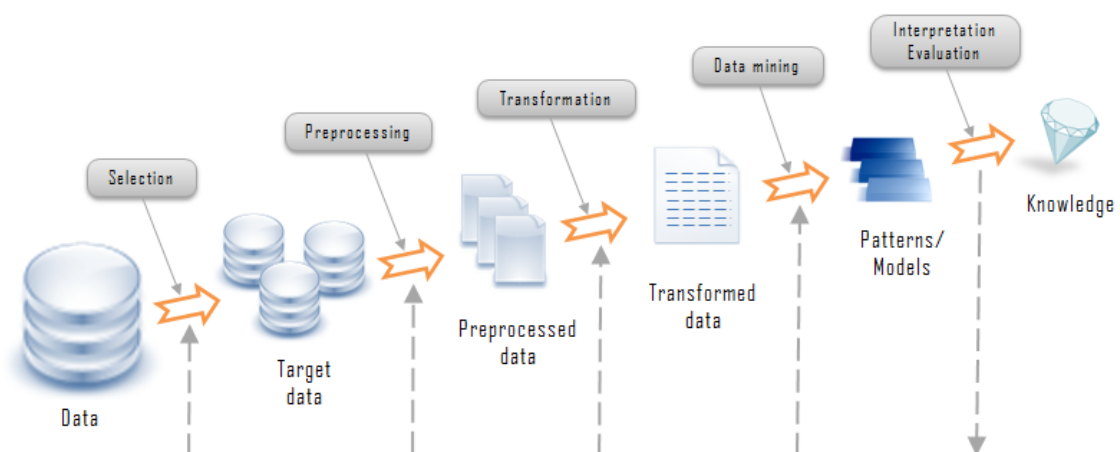 Interpretation
Evaluation
Data mining
Transformation
Preprocessing
Selection
Knowledge
Patterns/
Models
Transformed
data
Preprocessed
data
Target
data
Data